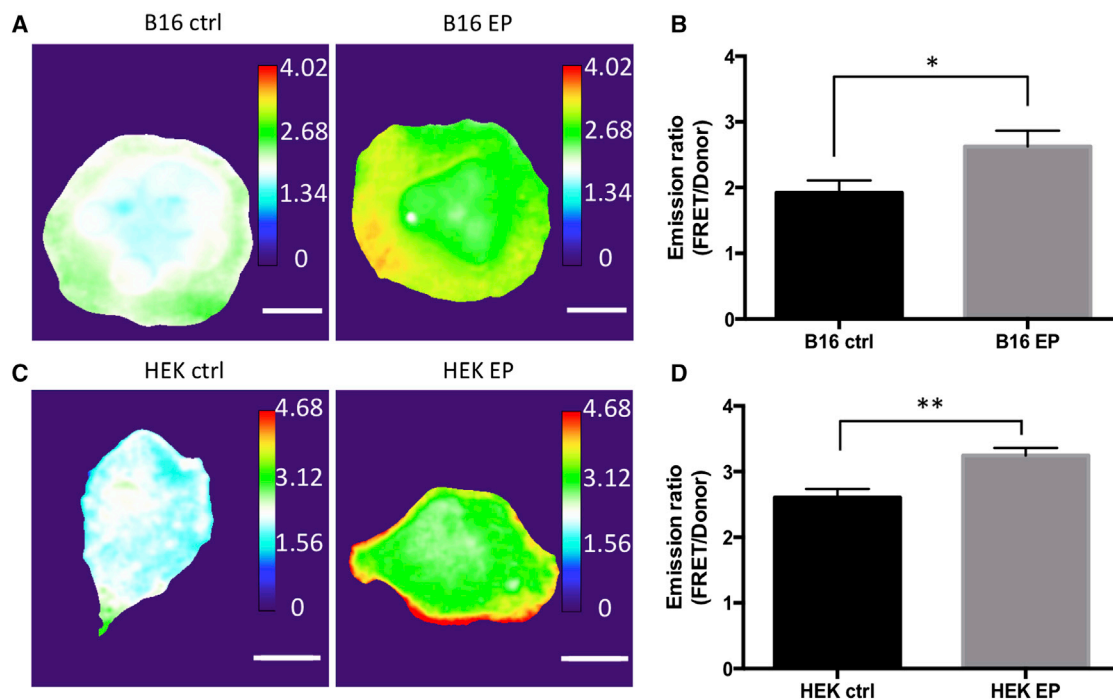 A
B16 ctrl
B16 EP
4.02
2.68
1.34
0
4.02
2.68
1.34
0
B
Emission ratio
(FRET/Donor)
4
3
2
1
0
*
B16 ctrl
B16 EP
C
HEK ctrl
HEK EP
4.68
3.12
1.56
0
4.68
3.12
1.56
0
D
Emission ratio
(FRET/Donor)
4
3
2
1
0
**
HEK ctrl
HEK EP